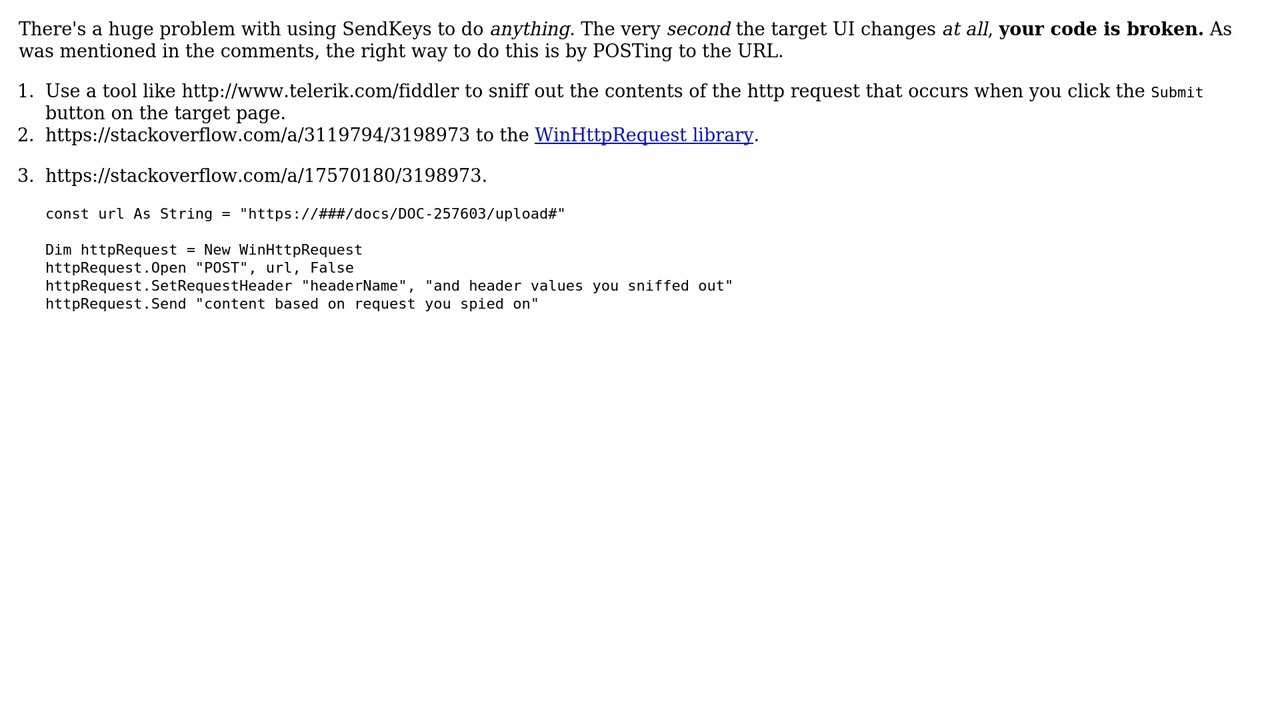 There's a huge problem with using SendKeys to do anything. The very second the target UI changes at all, your code is broken. As
was mentioned in the comments, the right way to do this is by POSTing to the URL.
1. Use a tool like http://www.telerik.com/fiddler to sniff out the contents of the http request that occurs when you click the Submit
button on the target page.
2. https://stackoverflow.com/a/3119794/3198973 to the WinHttpRequest library.
3. https://stackoverflow.com/a/17570180/3198973.
const url As String = "https://###/docs/DOC-257603/upload#"
Dim httpRequest = New WinHttpRequest
httpRequest.Open "POST", url, False
httpRequest.SetRequestHeader "headerName", "and header values you sniffed out"
httpRequest.Send "content based on request you spied on"